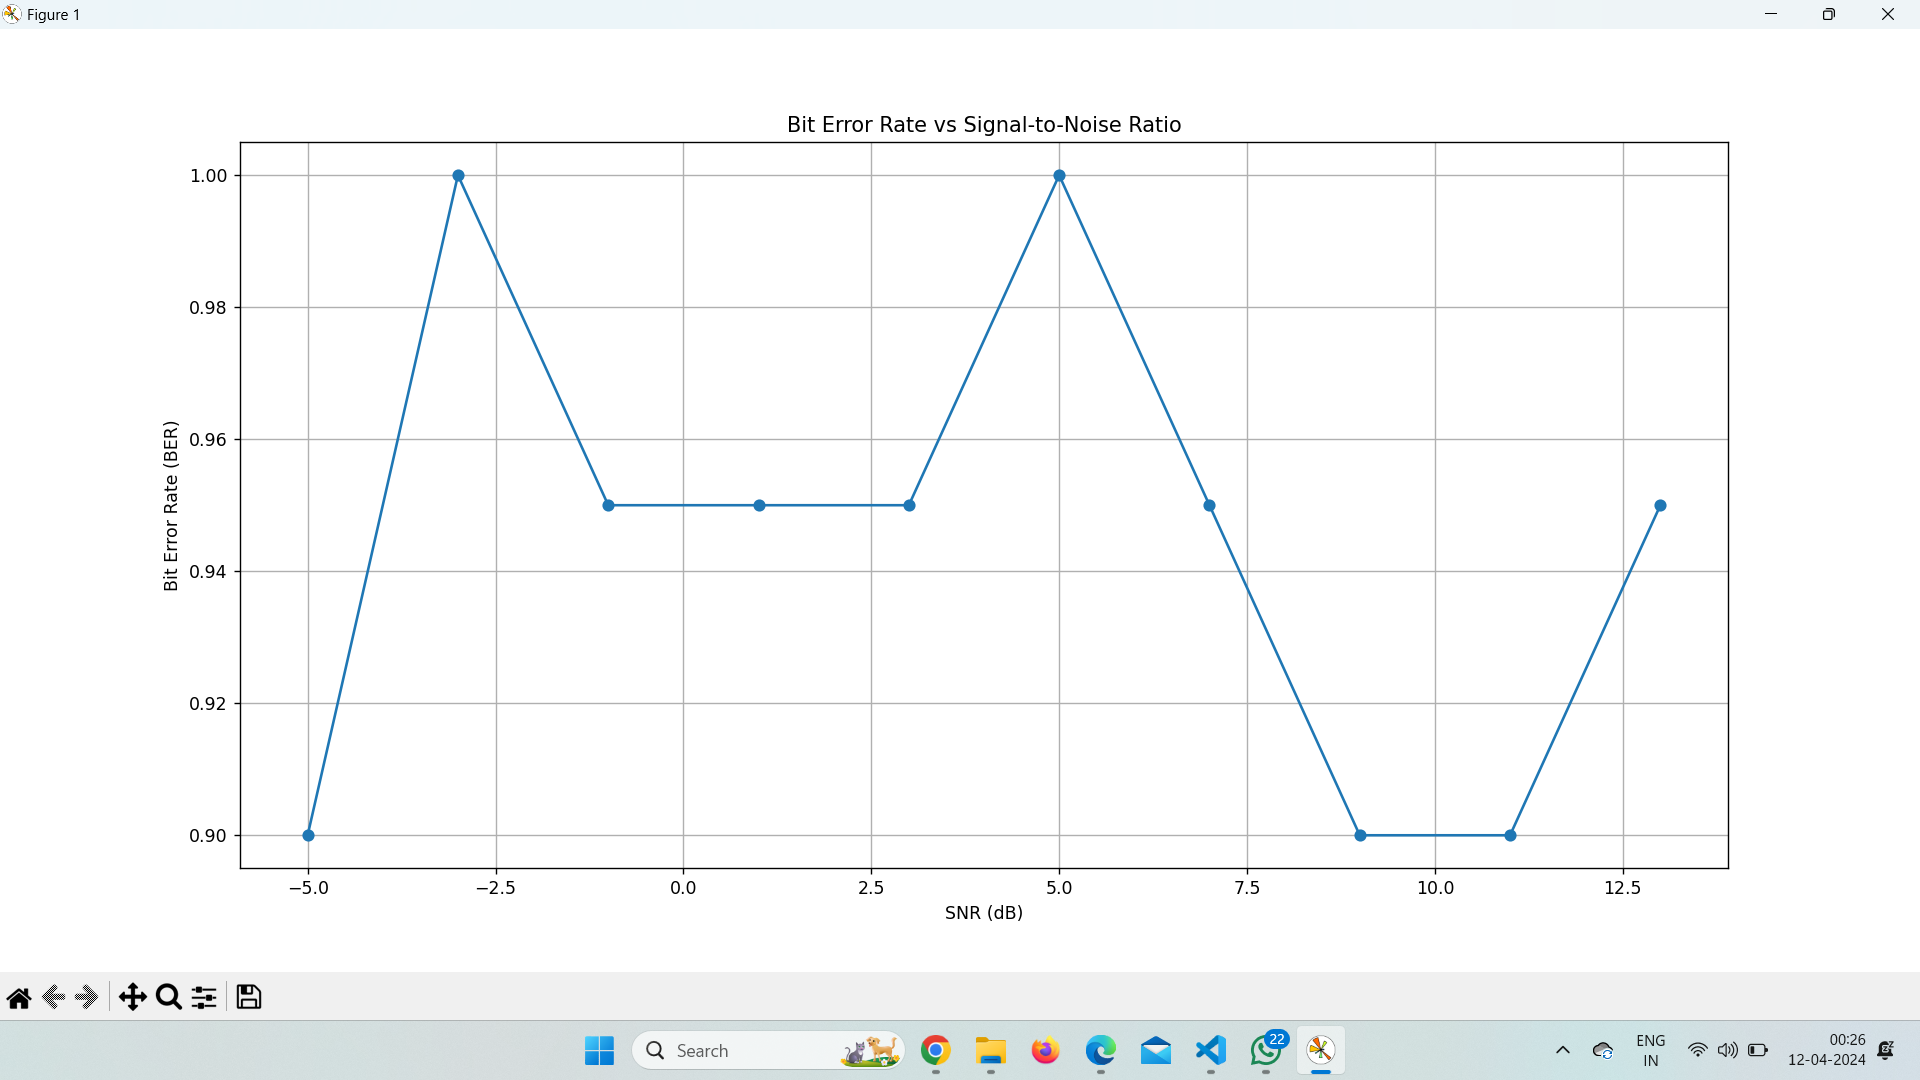 Figure 1
Bit Error Rate vs Signal-to-Noise Ratio
1.00
0.98
0.96
0.94
0.92
0.90
Bit Error Rate (BER)
−5.0 −2.5 0.0 2.5 5.0 7.5 10.0 12.5
SNR (dB)
Search
22
ENG
IN
00:26
12-04-2024